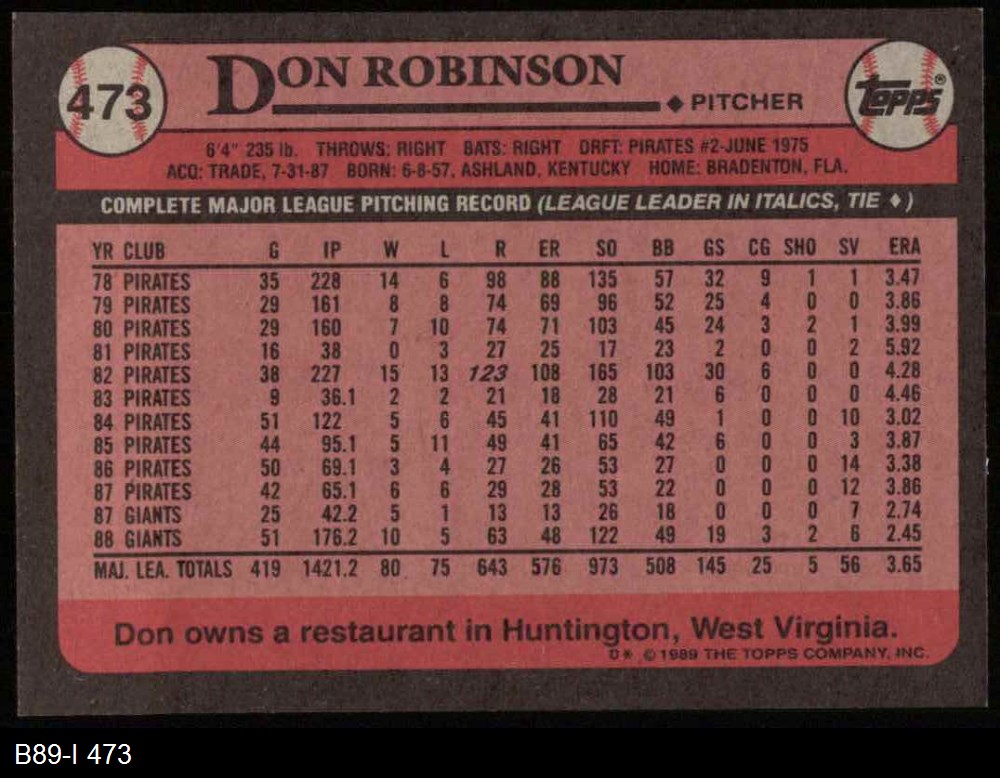 473
DON ROBINSON
♦ PITCHER
TOPPS®
6'4" 235 lb. THROWS: RIGHT BATS: RIGHT DRFT: PIRATES #2-JUNE 1975
ACQ: TRADE, 7-31-87 BORN: 6-8-57, ASHLAND, KENTUCKY HOME: BRADENTON, FLA.
COMPLETE MAJOR LEAGUE PITCHING RECORD (LEAGUE LEADER IN ITALICS, TIE ♦)
YR CLUB G IP W L R ER SO BB GS CG SHO SV ERA
78 PIRATES 35 228 14 6 98 88 135 57 32 9 1 1 3.47
79 PIRATES 29 161 8 8 74 69 96 52 25 4 0 0 3.86
80 PIRATES 29 160 7 10 74 71 103 45 24 3 2 1 3.99
81 PIRATES 16 38 0 3 27 25 17 23 2 0 0 2 5.92
82 PIRATES 38 227 15 13 123 108 165 103 30 6 0 0 4.28
83 PIRATES 9 36.1 2 2 21 18 28 21 6 0 0 0 4.46
84 PIRATES 51 122 5 6 45 41 110 49 1 0 0 10 3.02
85 PIRATES 44 95.1 5 11 49 41 65 42 6 0 0 3 3.87
86 PIRATES 50 69.1 3 4 27 26 53 27 0 0 0 14 3.38
87 PIRATES 42 65.1 6 6 29 28 53 22 0 0 0 12 3.86
87 GIANTS 25 42.2 5 1 13 13 26 18 0 0 0 7 2.74
88 GIANTS 51 176.2 10 5 63 48 122 49 19 3 2 6 2.45
MAJ. LEA. TOTALS 419 1421.2 80 75 643 576 973 508 145 25 5 56 3.65
Don owns a restaurant in Huntington, West Virginia.
D* © 1989 THE TOPPS COMPANY, INC.
B89-I 473